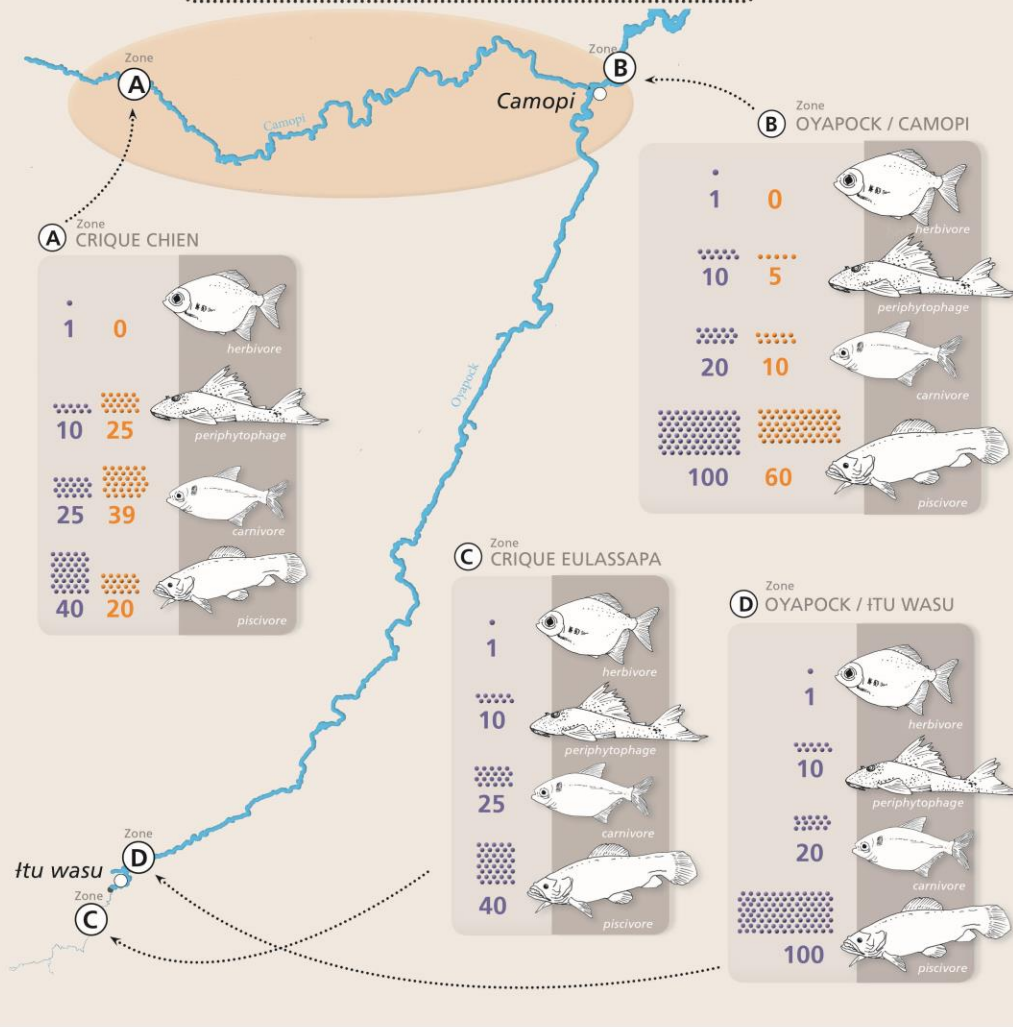 Zone
A
Zone
B
Camopi
Camopi
Zone
B OYAPOCK / CAMOPI
1 0
herbivore
10 5
periphytophage
20 10
carnivore
100 60
piscivore
Zone
A CRIQUE CHIEN
1 0
herbivore
10 25
periphytophage
25 39
carnivore
40 20
piscivore
Oyapock
Zone
C CRIQUE EULASSAPA
1
herbivore
10
periphytophage
25
carnivore
40
piscivore
Zone
D OYAPOCK / ƗTU WASU
1
herbivore
10
periphytophage
20
carnivore
100
piscivore
Zone
D
Ɨtu wasu
Zone
C